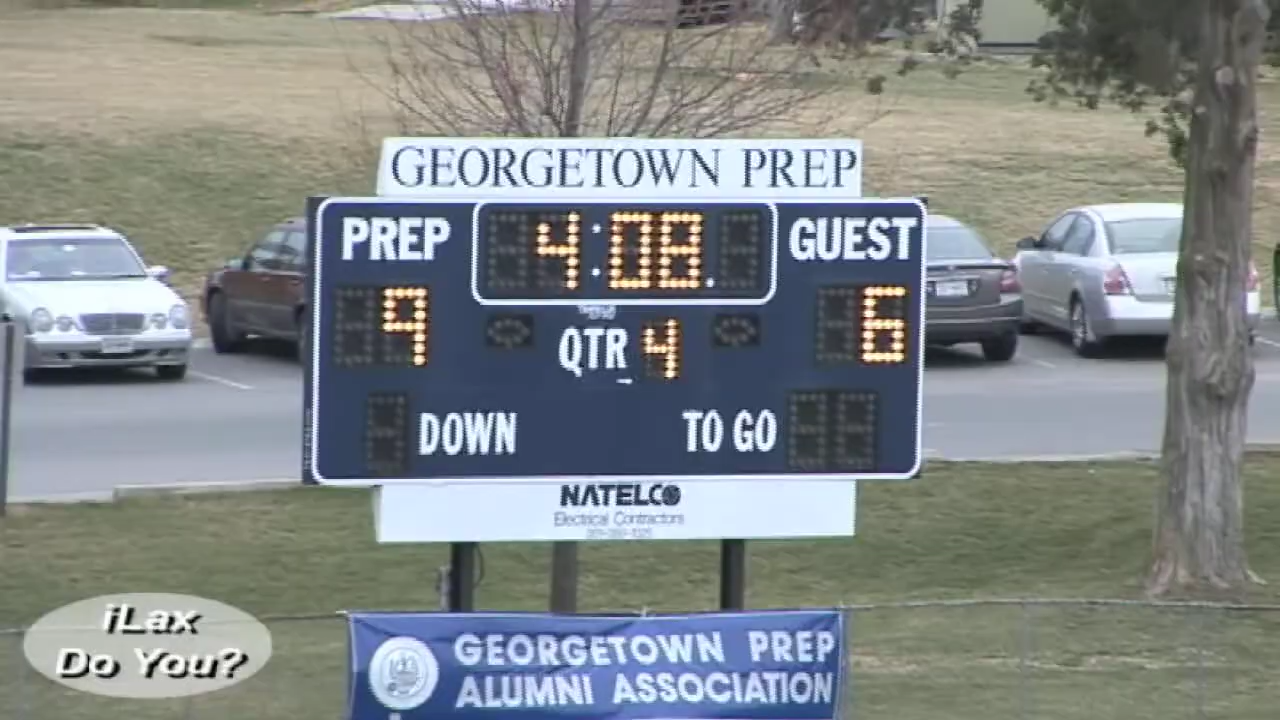 GEORGETOWN PREP
PREP 4:08 GUEST
9 QTR 4 6
DOWN TO GO
NATELCO
Electrical Contractors
iLax
Do You?
GEORGETOWN PREP
ALUMNI ASSOCIATION